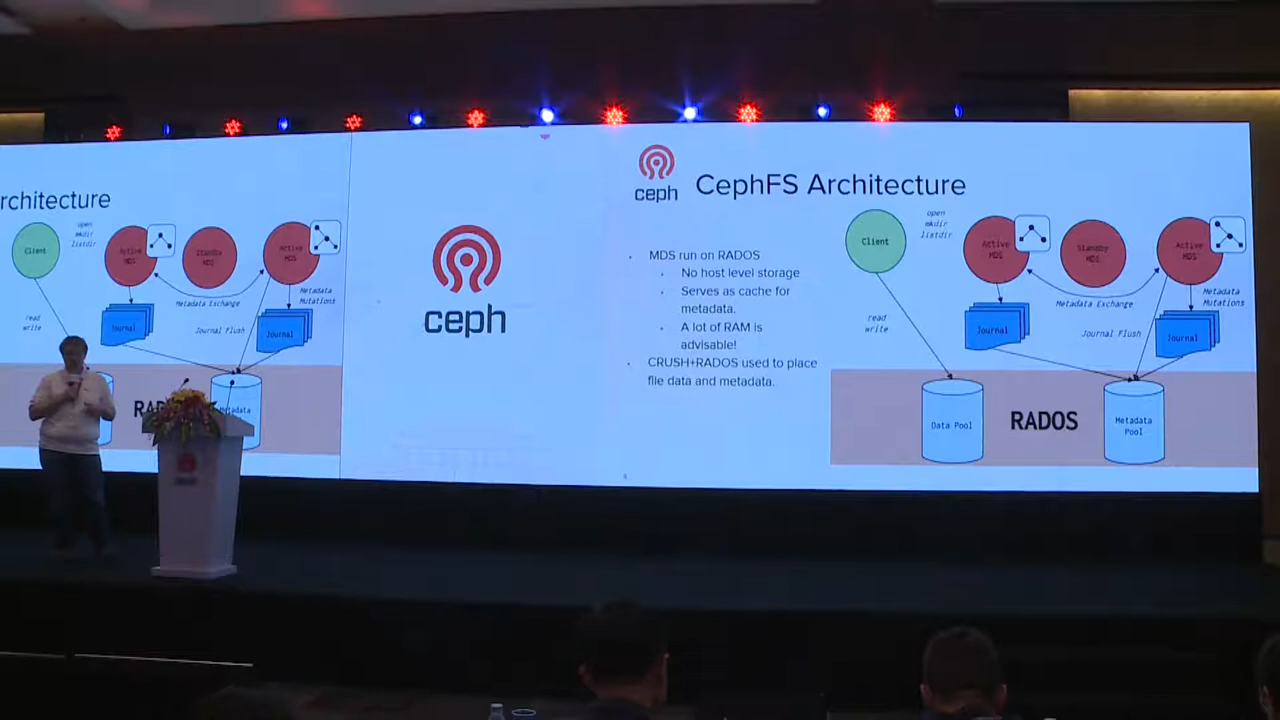 rchitecture
open
mkdir
listdir
Client
Active
MDS
Standby
MDS
Active
MDS
Metadata Exchange
Metadata
Mutations
read
write
Journal
Journal Flush
Journal
RAD
Metadata
ceph
ceph
CephFS Architecture
MDS run on RADOS
No host level storage
Serves as cache for
metadata.
A lot of RAM is
advisable!
CRUSH+RADOS used to place
file data and metadata.
Client
open
mkdir
listdir
Active
MDS
Standby
MDS
Active
MDS
Metadata Exchange
Metadata
Mutations
read
write
Journal
Journal Flush
Journal
Data Pool
RADOS
Metadata
Pool